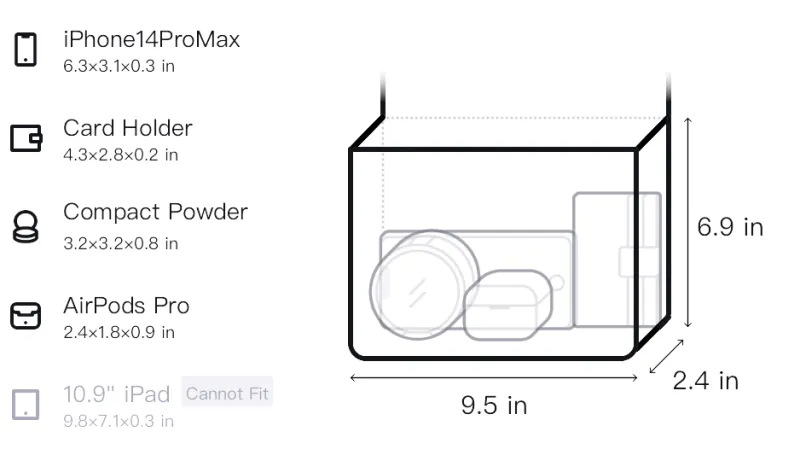 iPhone14ProMax
6.3×3.1×0.3 in
Card Holder
4.3×2.8×0.2 in
Compact Powder
3.2×3.2×0.8 in
AirPods Pro
2.4×1.8×0.9 in
10.9" iPad Cannot Fit
9.8×7.1×0.3 in
6.9 in
2.4 in
9.5 in